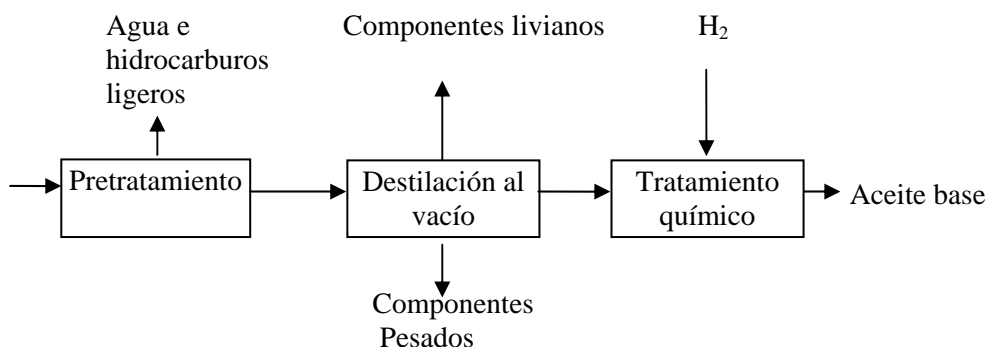 Agua e
hidrocarburos
ligeros
Componentes livianos
H₂
Pretratamiento
Destilación al
vacío
Tratamiento
químico
Aceite base
Componentes
Pesados